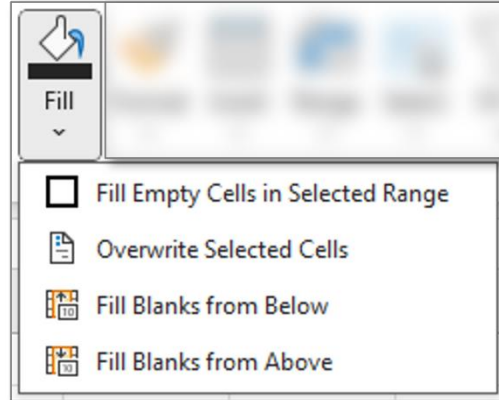 Fill
Fill Empty Cells in Selected Range
Overwrite Selected Cells
Fill Blanks from Below
Fill Blanks from Above